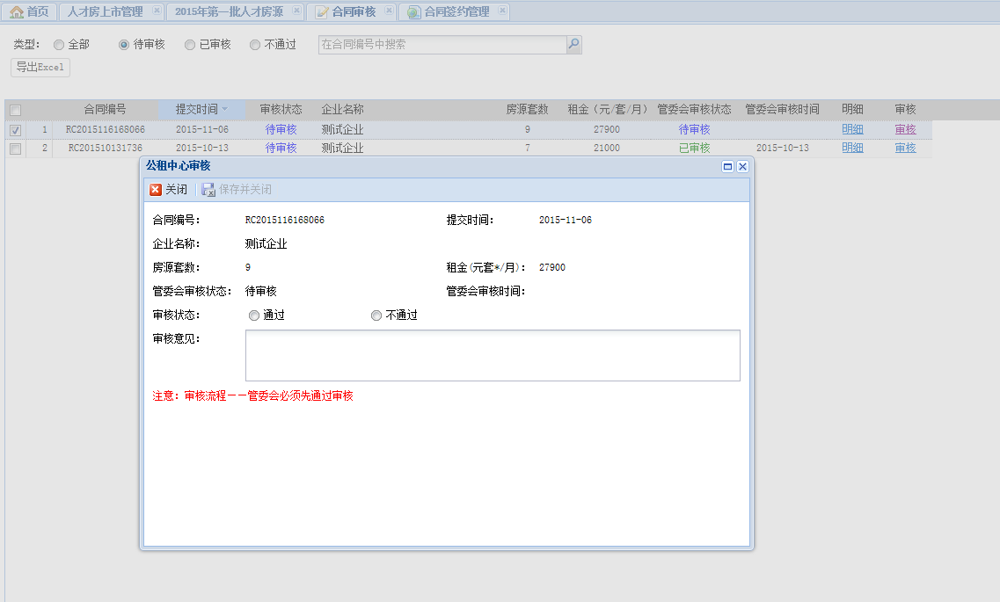 首页 人才房上市管理 2015年第一批人才房源 合同审核 合同签约管理
类型： 全部 待审核 已审核 不通过 在合同编号中搜索
导出Excel
合同编号 提交时间 审核状态 企业名称 房源套数 租金（元/套/月） 管委会审核状态 管委会审核时间 明细 审核
1 RC2015116168066 2015-11-06 待审核 测试企业 9 27900 待审核 明细 审核
2 RC201510131736 2015-10-13 待审核 测试企业 7 21000 已审核 2015-10-13 明细 审核
公租中心审核
关闭 保存并关闭
合同编号： RC2015116168066 提交时间： 2015-11-06
企业名称： 测试企业
房源套数： 9 租金(元套*/月)： 27900
管委会审核状态： 待审核 管委会审核时间：
审核状态： 通过 不通过
审核意见：
注意：审核流程－－管委会必须先通过审核